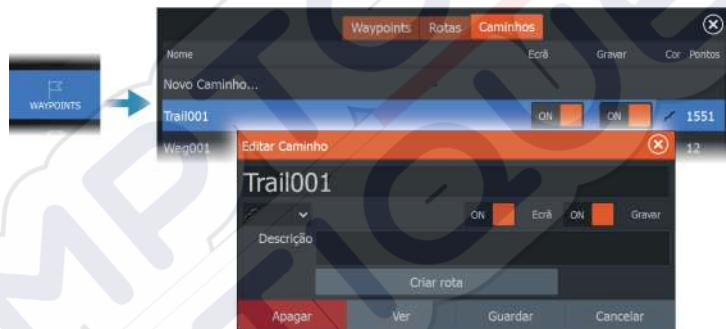 Waypoints Rotas Caminhos
Nome Ecrã Gravar Cor Pontos
Novo Caminho...
WAYPOINTS
Trail001 ON ON 1551
Wag001 12
Editar Caminho
Trail001
ON Ecrã ON Gravar
Descrição
Criar rota
Apagar Ver Guardar Cancelar